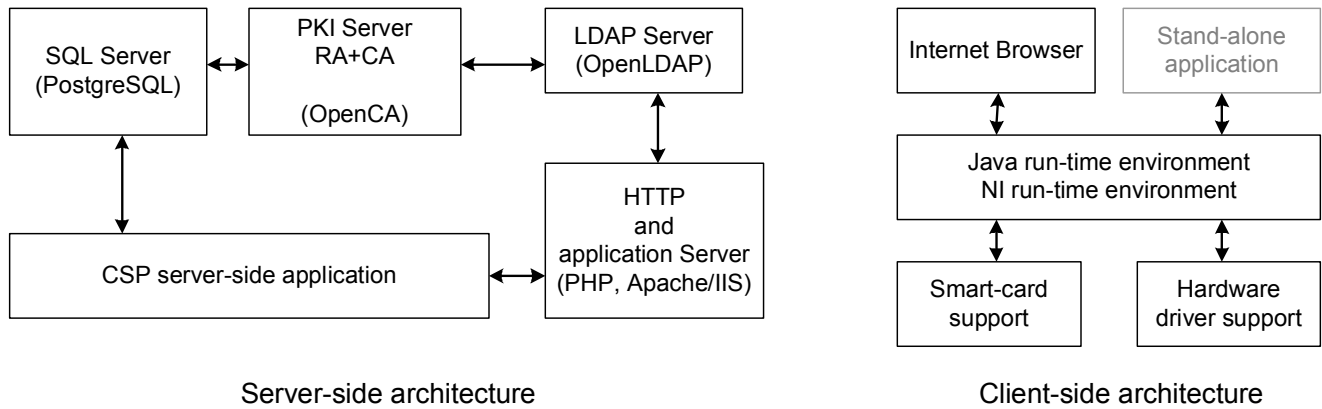 SQL Server
(PostgreSQL)
PKI Server
RA+CA
(OpenCA)
LDAP Server
(OpenLDAP)
HTTP
and
application Server
(PHP, Apache/IIS)
CSP server-side application
Server-side architecture
Internet Browser
Stand-alone
application
Java run-time environment
NI run-time environment
Smart-card
support
Hardware
driver support
Client-side architecture